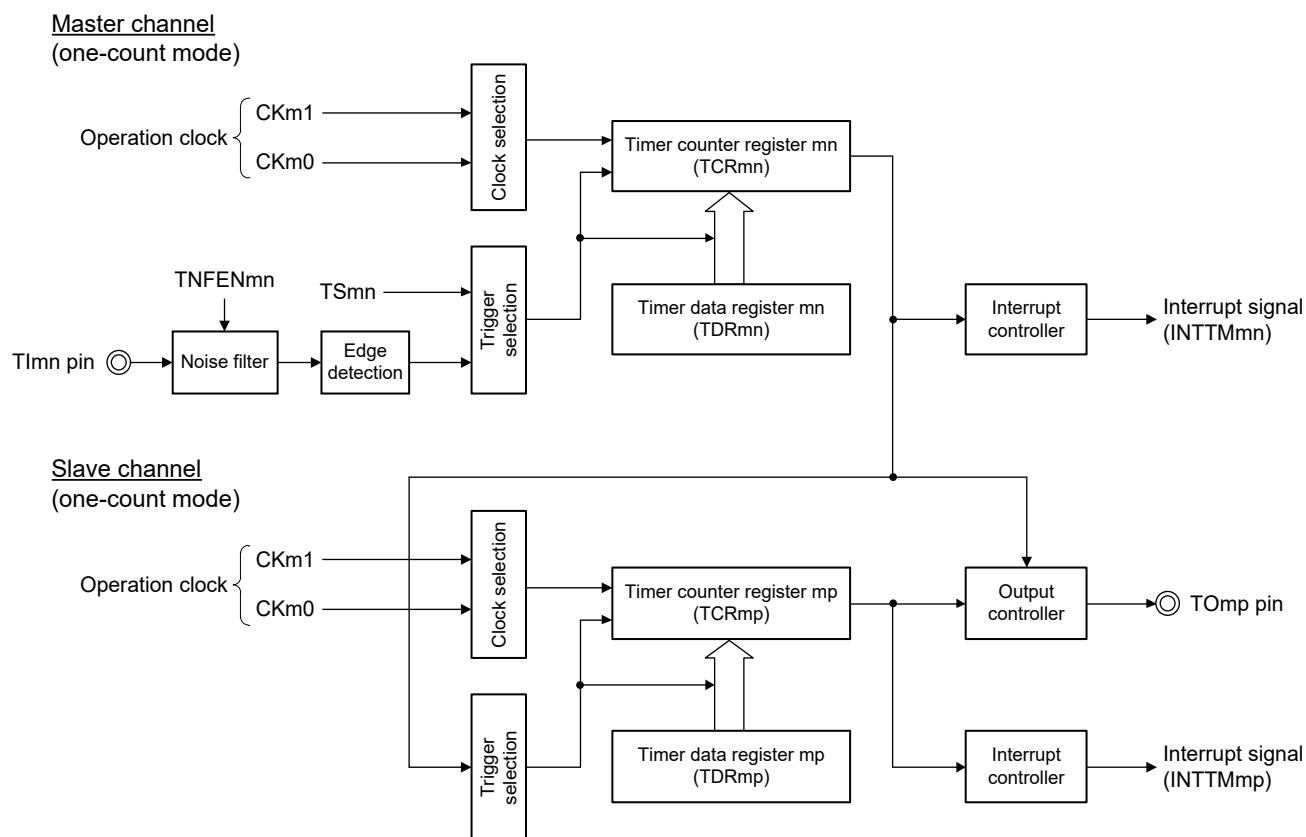 Master channel
(one-count mode)
Operation clock
CKm1
CKm0
Clock selection
Timer counter register mn
(TCRmn)
TNFENmn
TSmn
Trigger
selection
Timer data register mn
(TDRmn)
Interrupt
controller
Interrupt signal
(INTTMmn)
TImn pin
Noise filter
Edge
detection
Slave channel
(one-count mode)
Operation clock
CKm1
CKm0
Clock selection
Timer counter register mp
(TCRmp)
Output
controller
TOmp pin
Trigger
selection
Timer data register mp
(TDRmp)
Interrupt
controller
Interrupt signal
(INTTMmp)